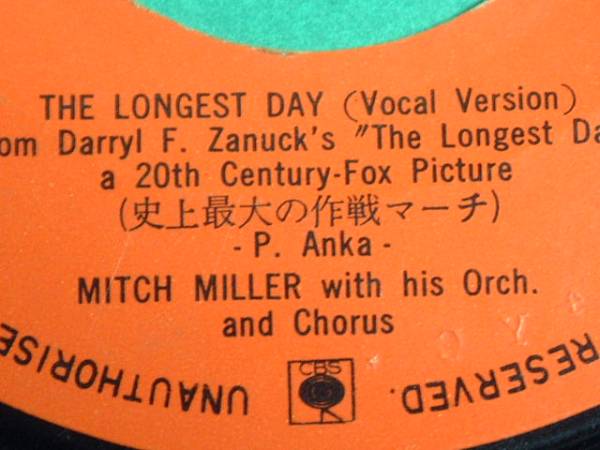 THE LONGEST DAY (Vocal Version)
om Darryl F. Zanuck's "The Longest Da
a 20th Century-Fox Picture
(史上最大の作戦マーチ)
- P. Anka -
MITCH MILLER with his Orch.
and Chorus
RESERVED. CBS UNAUTHORISE